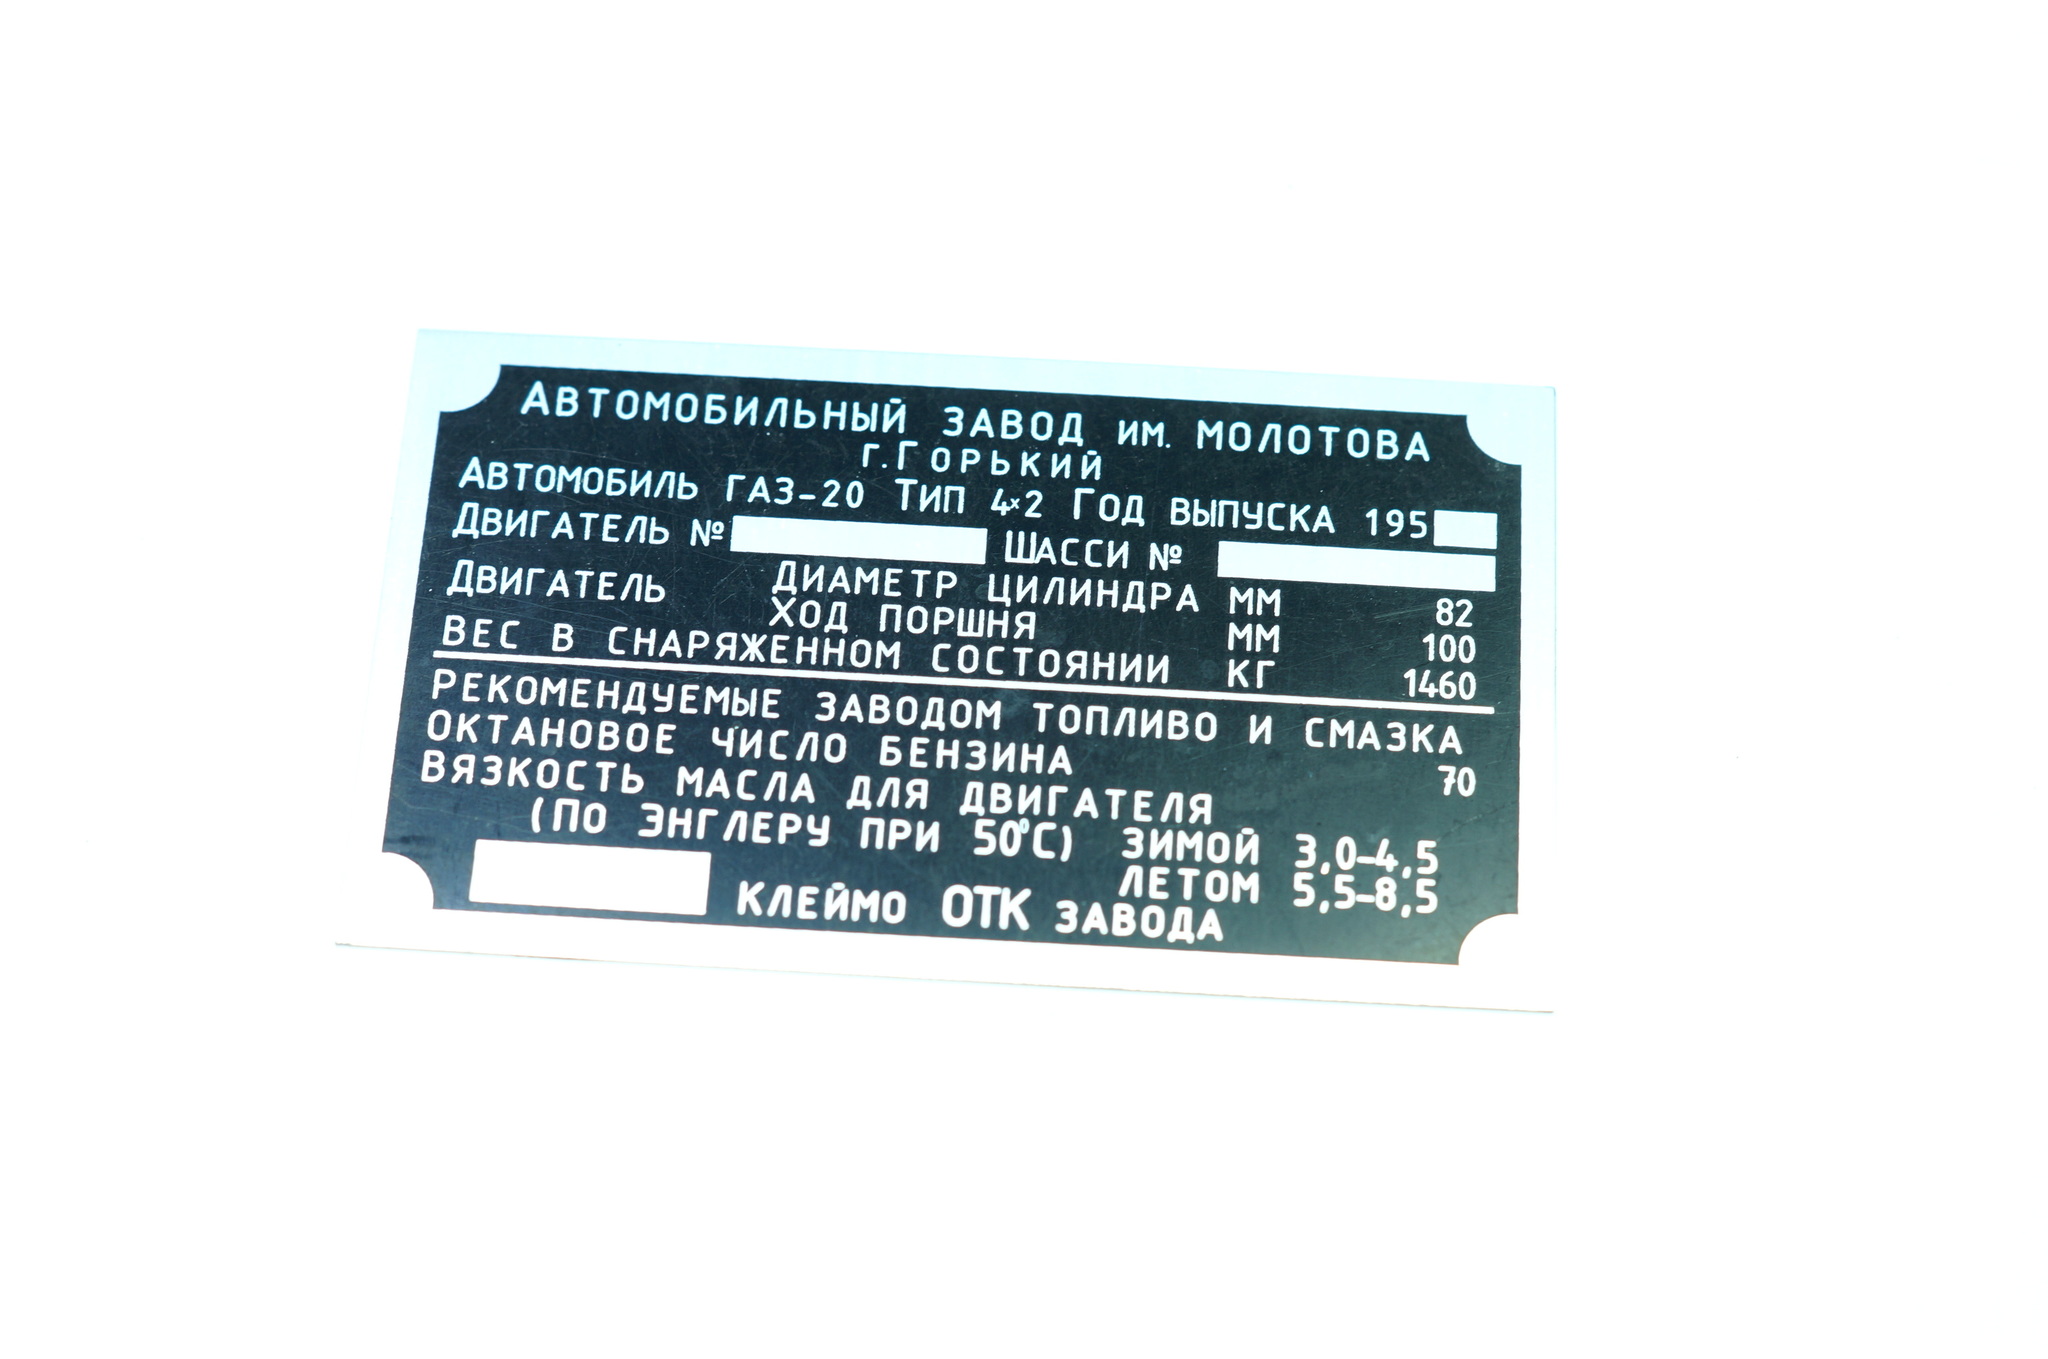 АВТОМОБИЛЬНЫЙ ЗАВОД ИМ. МОЛОТОВА
г. ГОРЬКИЙ
АВТОМОБИЛЬ ГАЗ-20 ТИП 4×2 ГОД ВЫПУСКА 195
ДВИГАТЕЛЬ № ШАССИ №
ДВИГАТЕЛЬ ДИАМЕТР ЦИЛИНДРА ММ 82
ХОД ПОРШНЯ ММ 100
ВЕС В СНАРЯЖЕННОМ СОСТОЯНИИ КГ 1460
РЕКОМЕНДУЕМЫЕ ЗАВОДОМ ТОПЛИВО И СМАЗКА
ОКТАНОВОЕ ЧИСЛО БЕНЗИНА 70
ВЯЗКОСТЬ МАСЛА ДЛЯ ДВИГАТЕЛЯ
(ПО ЭНГЛЕРУ ПРИ 50°С) ЗИМОЙ 3,0-4,5
ЛЕТОМ 5,5-8,5
КЛЕЙМО ОТК ЗАВОДА